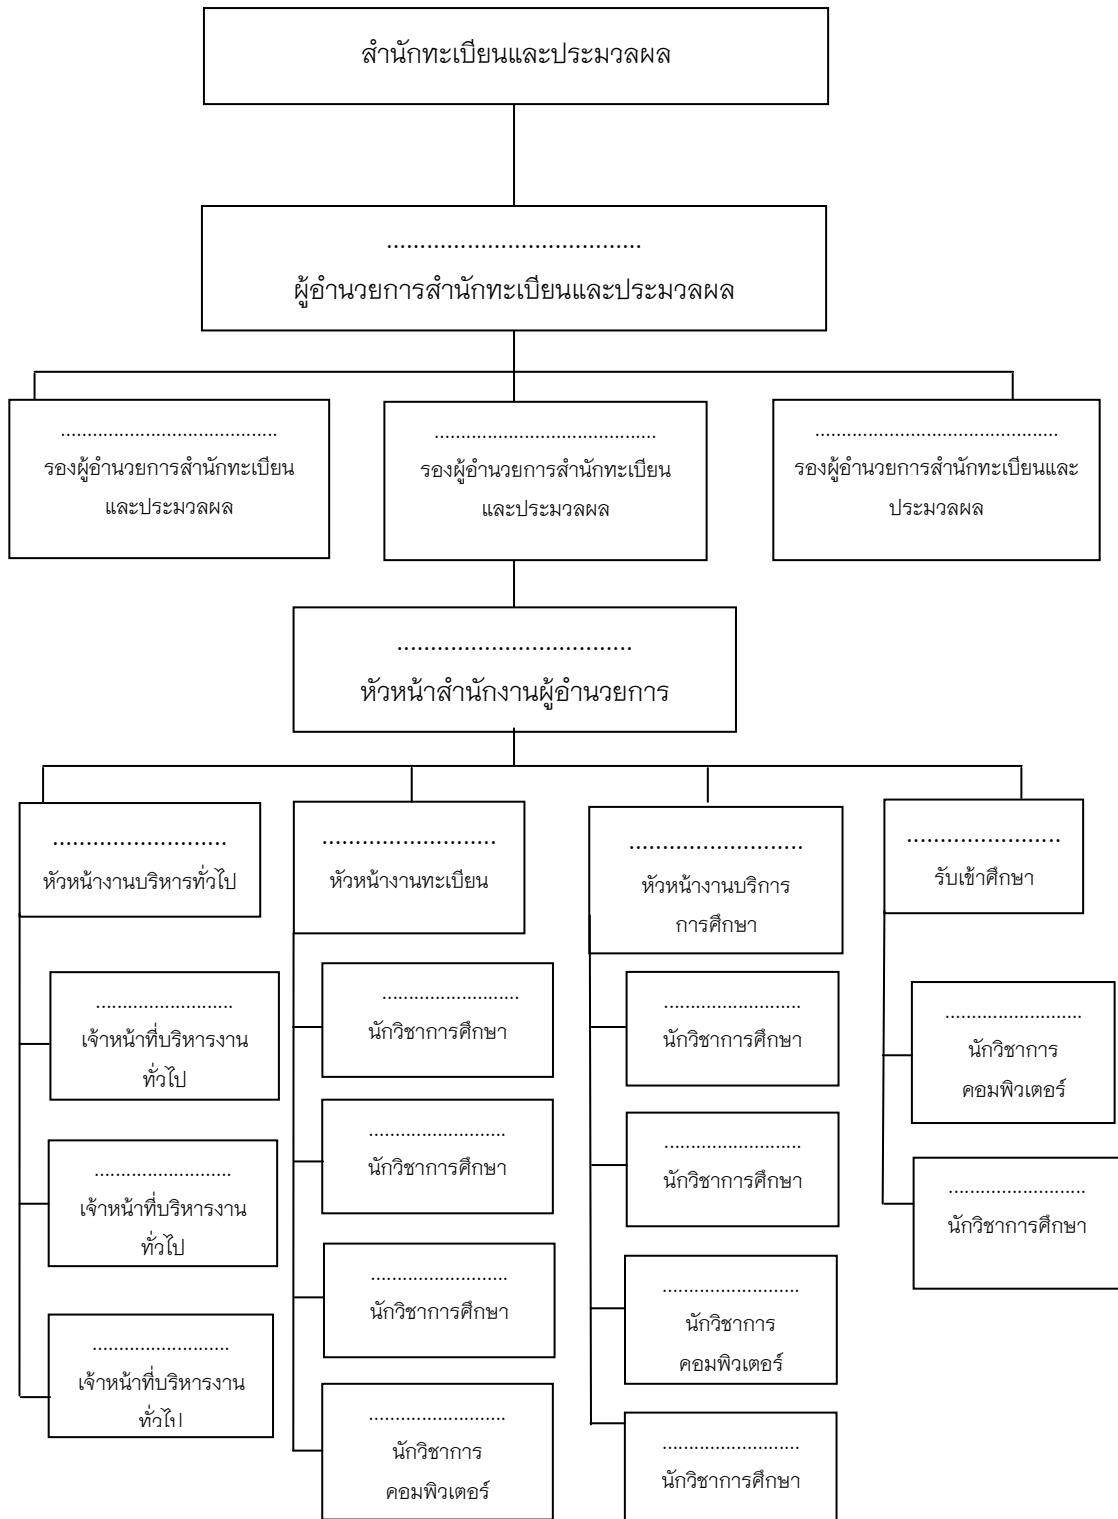 สำนักทะเบียนและประมวลผล
......................................
ผู้อำนวยการสำนักทะเบียนและประมวลผล
.........................................
รองผู้อำนวยการสำนักทะเบียน
และประมวลผล
..........................................
รองผู้อำนวยการสำนักทะเบียน
และประมวลผล
..............................................
รองผู้อำนวยการสำนักทะเบียนและ
ประมวลผล
...................................
หัวหน้าสำนักงานผู้อำนวยการ
..........................
หัวหน้างานบริหารทั่วไป
..........................
เจ้าหน้าที่บริหารงาน
ทั่วไป
..........................
เจ้าหน้าที่บริหารงาน
ทั่วไป
..........................
เจ้าหน้าที่บริหารงาน
ทั่วไป
..........................
หัวหน้างานทะเบียน
..........................
นักวิชาการศึกษา
..........................
นักวิชาการศึกษา
..........................
นักวิชาการศึกษา
..........................
นักวิชาการ
คอมพิวเตอร์
..........................
หัวหน้างานบริการ
การศึกษา
..........................
นักวิชาการศึกษา
..........................
นักวิชาการศึกษา
..........................
นักวิชาการ
คอมพิวเตอร์
..........................
นักวิชาการศึกษา
.......................
รับเข้าศึกษา
..........................
นักวิชาการ
คอมพิวเตอร์
..........................
นักวิชาการศึกษา